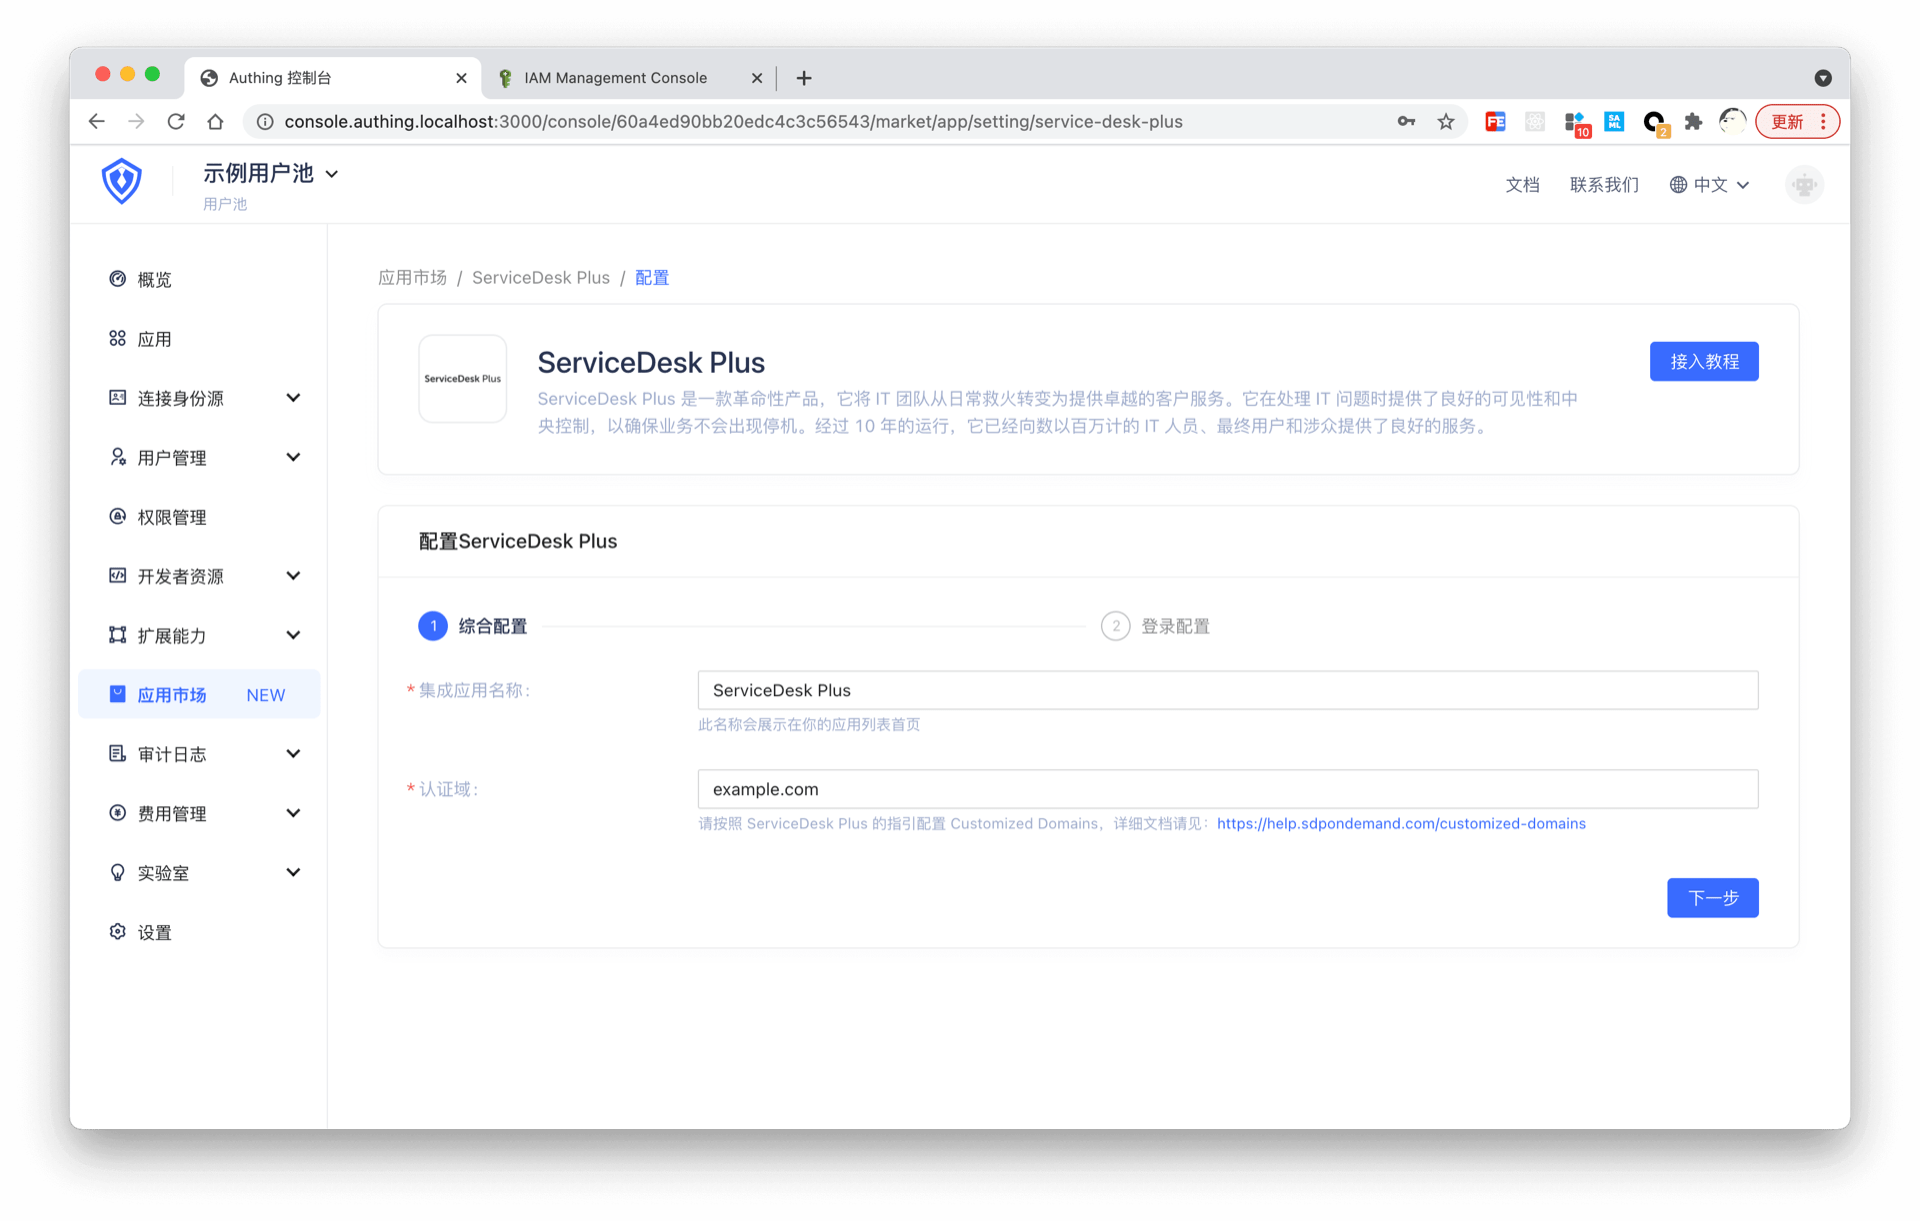 Authing 控制台
IAM Management Console
console.authing.localhost:3000/console/60a4ed90bb20edc4c3c56543/market/app/setting/service-desk-plus
FE
10
SA
ML
2
更新
示例用户池
用户池
文档
联系我们
中文
概览
应用
连接身份源
用户管理
权限管理
开发者资源
扩展能力
应用市场 NEW
审计日志
费用管理
实验室
设置
应用市场 / ServiceDesk Plus / 配置
ServiceDesk Plus
ServiceDesk Plus
ServiceDesk Plus 是一款革命性产品，它将 IT 团队从日常救火转变为提供卓越的客户服务。它在处理 IT 问题时提供了良好的可见性和中
央控制，以确保业务不会出现停机。经过 10 年的运行，它已经向数以百万计的 IT 人员、最终用户和涉众提供了良好的服务。
接入教程
配置ServiceDesk Plus
1 综合配置
2 登录配置
* 集成应用名称:
ServiceDesk Plus
此名称会展示在你的应用列表首页
* 认证域:
example.com
请按照 ServiceDesk Plus 的指引配置 Customized Domains，详细文档请见：https://help.sdpondemand.com/customized-domains
下一步